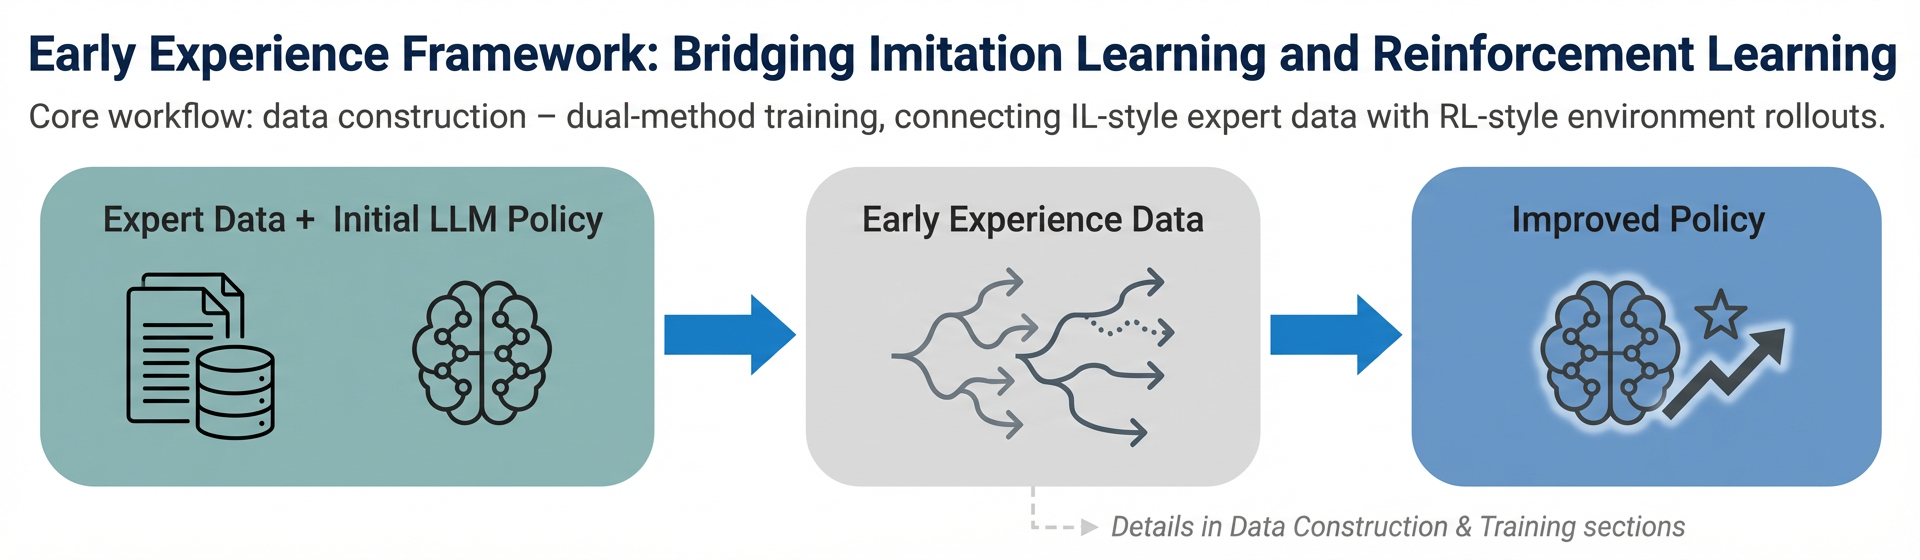 Early Experience Framework: Bridging Imitation Learning and Reinforcement Learning
Core workflow: data construction – dual-method training, connecting IL-style expert data with RL-style environment rollouts.
Expert Data + Initial LLM Policy
Early Experience Data
Improved Policy
Details in Data Construction & Training sections